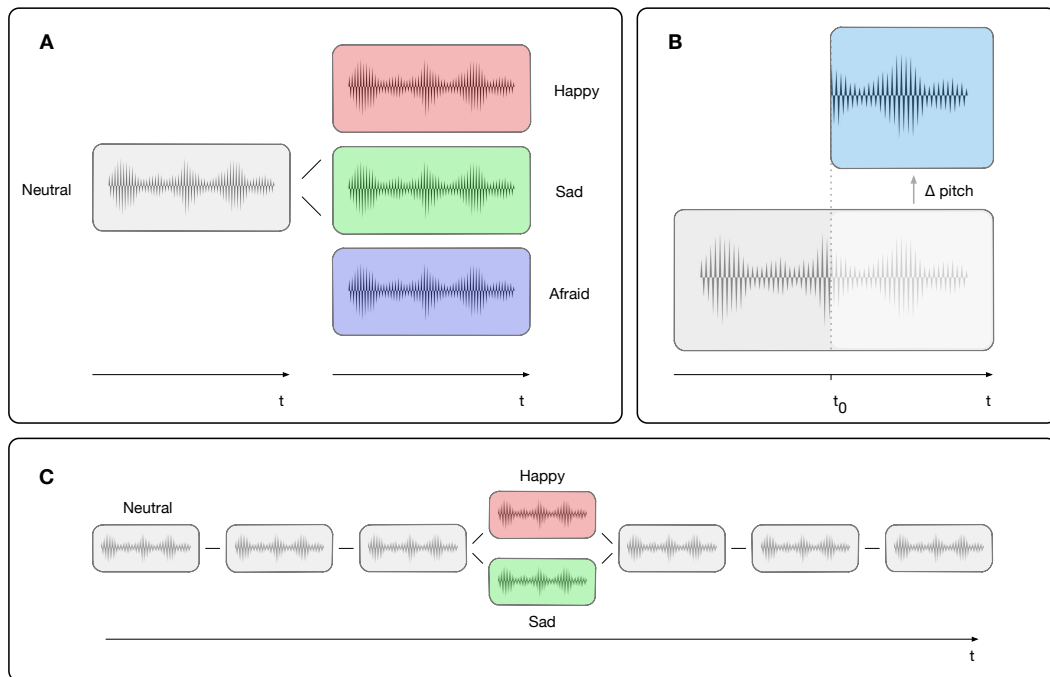 A
Happy
Neutral
Sad
Afraid
t
t
B
Δ pitch
t0
t
C
Happy
Neutral
Sad
t